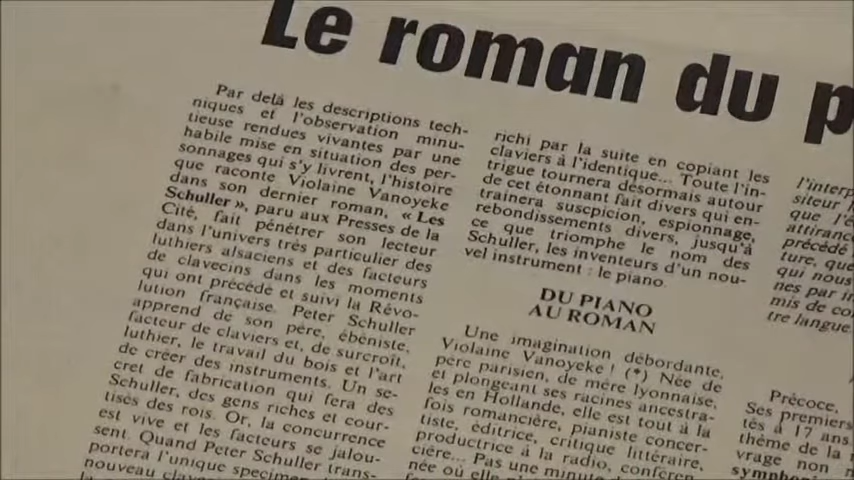 Le roman du p
Par delà les descriptions tech-
niques et l'observation minu-
tieuse rendues vivantes par une
habile mise en situation des per-
sonnages qui s'y livrent, l'histoire
que raconte Violaine Vanoyeke
dans son dernier roman, « Les
Schuller », paru aux Presses de la
Cité, fait pénétrer son lecteur
dans l'univers très particulier des
luthiers alsaciens et des facteurs
de clavecins dans les moments
qui ont précédé et suivi la Révo-
lution française. Peter Schuller
apprend de son père, ébéniste,
facteur de claviers et, de surcroît,
luthier, le travail du bois et l'art
de créer des instruments. Un se-
cret de fabrication qui fera des
Schuller, des gens riches et cour-
tisés des rois. Or, la concurrence
est vive et les facteurs se jalou-
sent. Quand Peter Schuller trans-
portera l'unique specimen
nouveau
richi par la suite en copiant les
claviers à l'identique... Toute l'in-
trigue tournera désormais autour
de cet étonnant fait divers qui en-
trainera suspicion, espionnage,
rebondissements divers, jusqu'à
ce que triomphe le nom des
Schuller, les inventeurs d'un nou-
vel instrument : le piano.
DU PIANO
AU ROMAN
Une imagination débordante,
Violaine Vanoyeke ! (*) Née de
père parisien, de mère lyonnaise,
et plongeant ses racines ancestra-
les en Hollande, elle est tout à la
fois romancière, pianiste concer-
tiste, éditrice, critique littéraire,
productrice à la radio, conféren-
cière... Pas une minute
née où elle
l'interp
siteur
que l'é
attiranc
précédé
ture, que
qui nous
nes par in
mis de co
tre langue
Précoce,
Ses premiers
tés à 17 ans.
thème de la
vrage non
symph